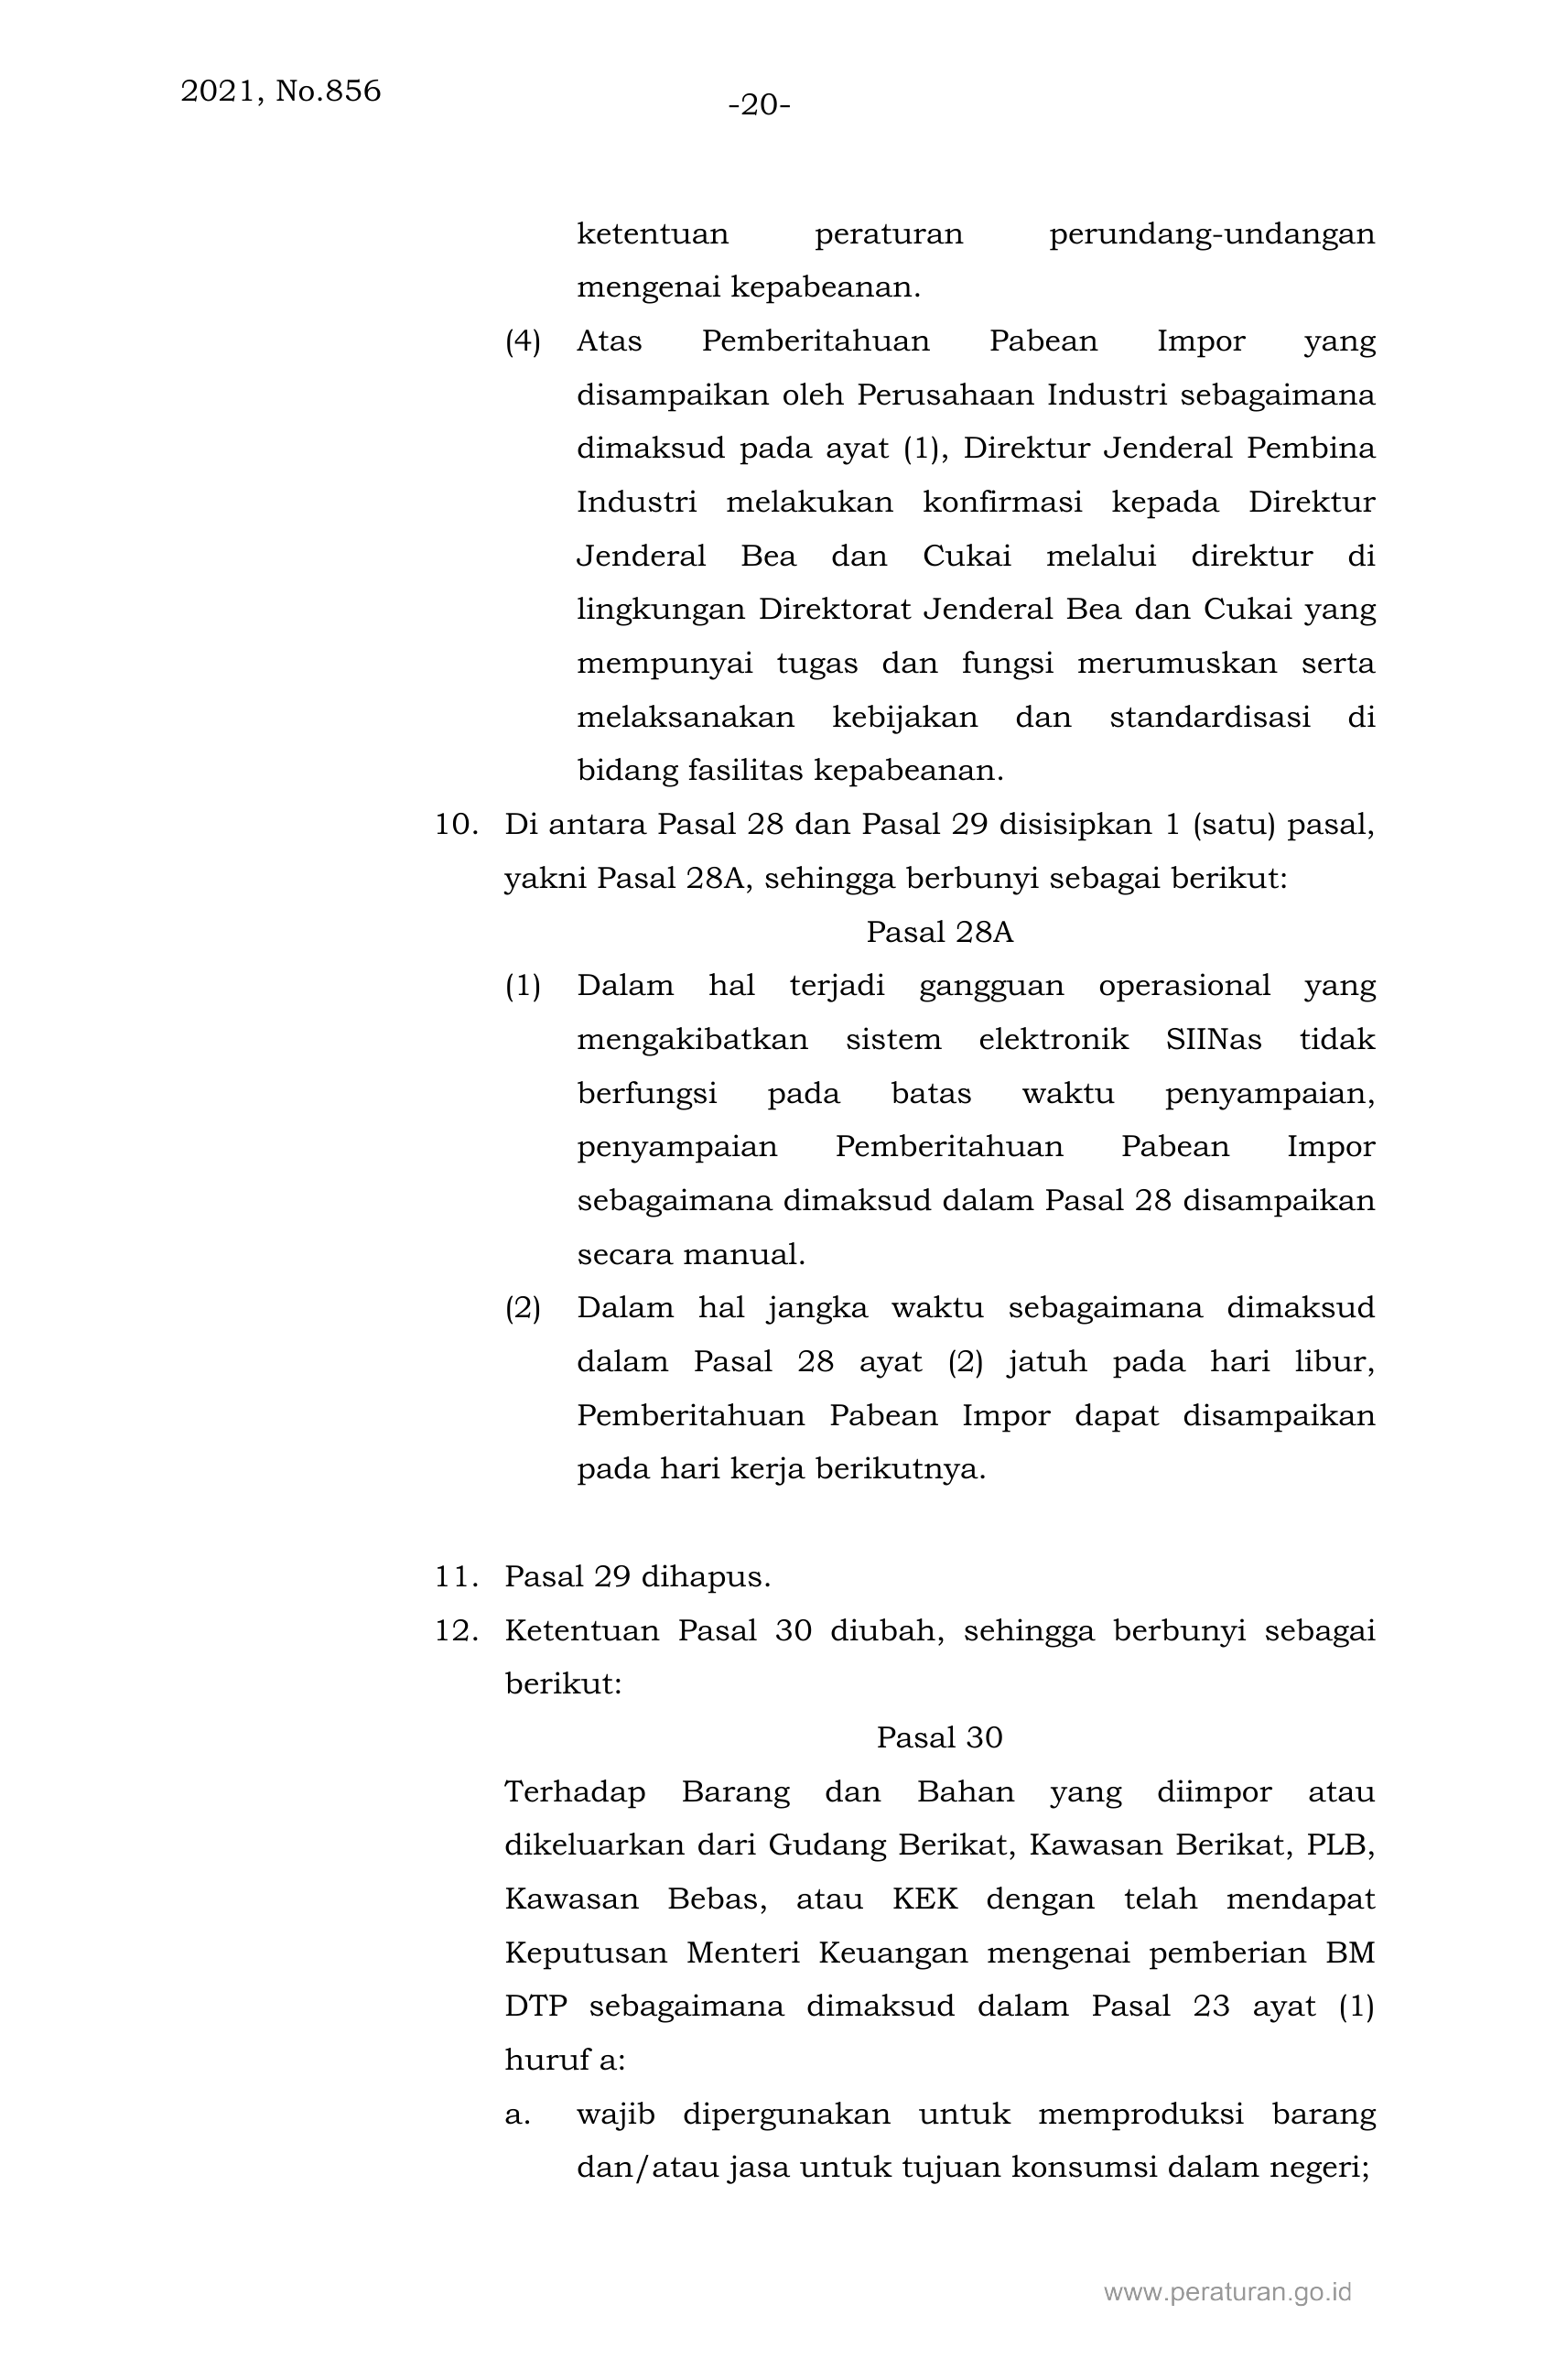 2021, No.856
-20-
ketentuan peraturan perundang-undangan
mengenai kepabeanan.
(4) Atas Pemberitahuan Pabean Impor yang
disampaikan oleh Perusahaan Industri sebagaimana
dimaksud pada ayat (1), Direktur Jenderal Pembina
Industri melakukan konfirmasi kepada Direktur
Jenderal Bea dan Cukai melalui direktur di
lingkungan Direktorat Jenderal Bea dan Cukai yang
mempunyai tugas dan fungsi merumuskan serta
melaksanakan kebijakan dan standardisasi di
bidang fasilitas kepabeanan.
10. Di antara Pasal 28 dan Pasal 29 disisipkan 1 (satu) pasal,
yakni Pasal 28A, sehingga berbunyi sebagai berikut:
Pasal 28A
(1) Dalam hal terjadi gangguan operasional yang
mengakibatkan sistem elektronik SIINas tidak
berfungsi pada batas waktu penyampaian,
penyampaian Pemberitahuan Pabean Impor
sebagaimana dimaksud dalam Pasal 28 disampaikan
secara manual.
(2) Dalam hal jangka waktu sebagaimana dimaksud
dalam Pasal 28 ayat (2) jatuh pada hari libur,
Pemberitahuan Pabean Impor dapat disampaikan
pada hari kerja berikutnya.
11. Pasal 29 dihapus.
12. Ketentuan Pasal 30 diubah, sehingga berbunyi sebagai
berikut:
Pasal 30
Terhadap Barang dan Bahan yang diimpor atau
dikeluarkan dari Gudang Berikat, Kawasan Berikat, PLB,
Kawasan Bebas, atau KEK dengan telah mendapat
Keputusan Menteri Keuangan mengenai pemberian BM
DTP sebagaimana dimaksud dalam Pasal 23 ayat (1)
huruf a:
a. wajib dipergunakan untuk memproduksi barang
dan/atau jasa untuk tujuan konsumsi dalam negeri;
www.peraturan.go.id